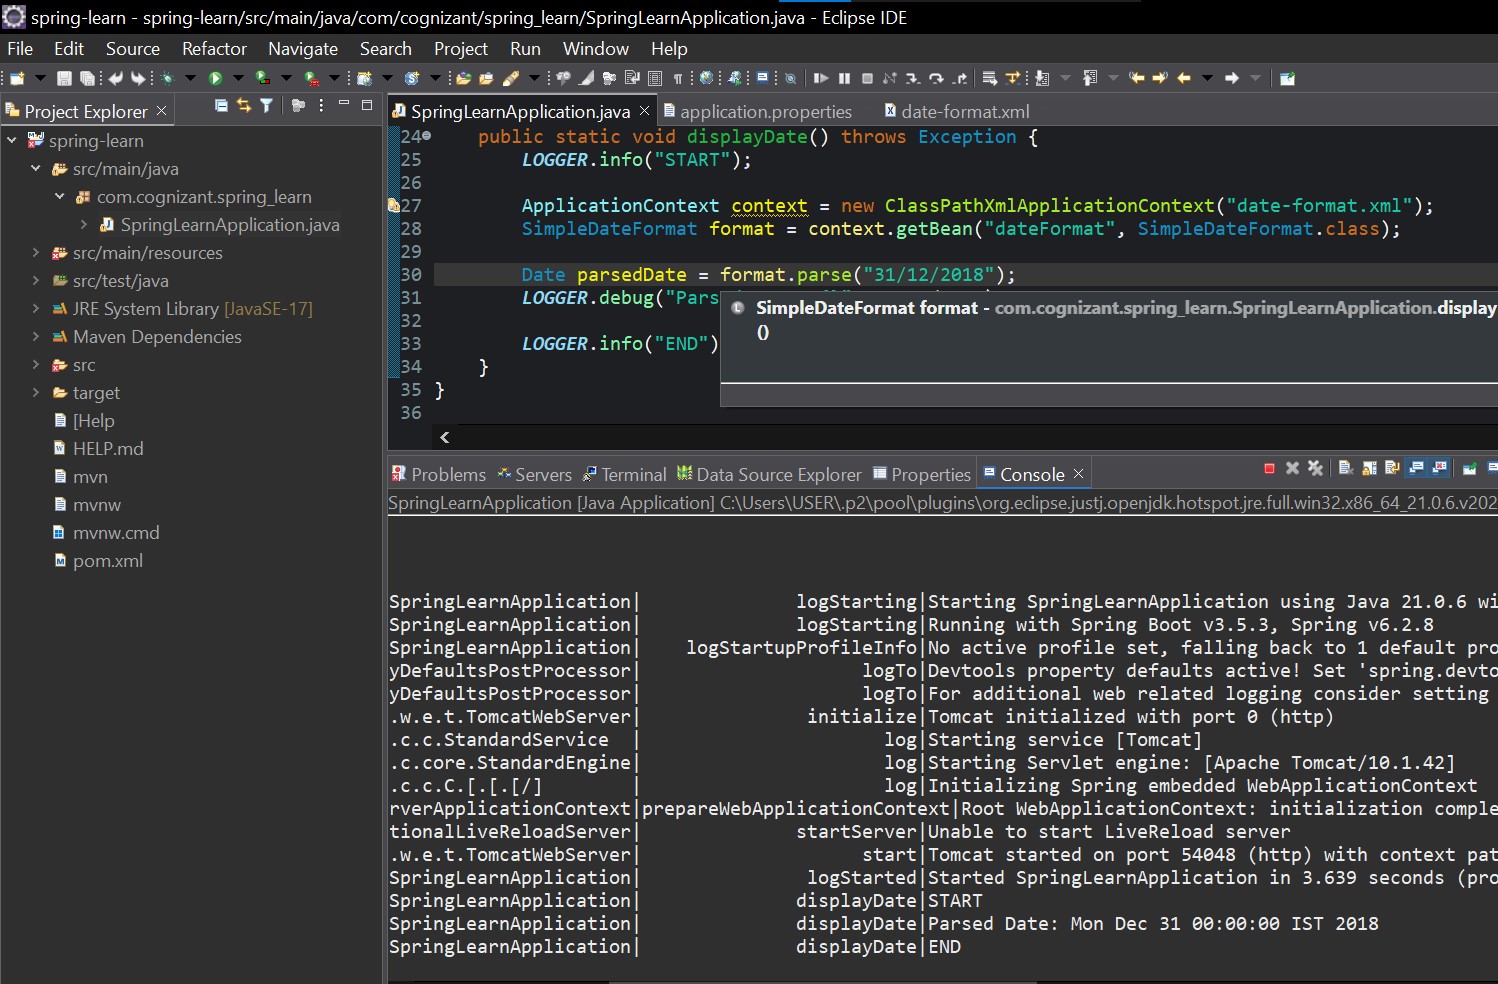 spring-learn - spring-learn/src/main/java/com/cognizant/spring_learn/SpringLearnApplication.java - Eclipse IDE
File Edit Source Refactor Navigate Search Project Run Window Help
Project Explorer
spring-learn
src/main/java
com.cognizant.spring_learn
SpringLearnApplication.java
src/main/resources
src/test/java
JRE System Library [JavaSE-17]
Maven Dependencies
src
target
[Help
HELP.md
mvn
mvnw
mvnw.cmd
pom.xml
SpringLearnApplication.java application.properties date-format.xml
24 public static void displayDate() throws Exception {
25 LOGGER.info("START");
26
27 ApplicationContext context = new ClassPathXmlApplicationContext("date-format.xml");
28 SimpleDateFormat format = context.getBean("dateFormat", SimpleDateFormat.class);
29
30 Date parsedDate = format.parse("31/12/2018");
31 LOGGER.debug("Pars
32
33 LOGGER.info("END")
34 }
35 }
36
SimpleDateFormat format - com.cognizant.spring_learn.SpringLearnApplication.display
()
Problems Servers Terminal Data Source Explorer Properties Console
SpringLearnApplication [Java Application] C:\Users\USER\.p2\pool\plugins\org.eclipse.justj.openjdk.hotspot.jre.full.win32.x86_64_21.0.6.v202
SpringLearnApplication| logStarting|Starting SpringLearnApplication using Java 21.0.6 wi
SpringLearnApplication| logStarting|Running with Spring Boot v3.5.3, Spring v6.2.8
SpringLearnApplication| logStartupProfileInfo|No active profile set, falling back to 1 default pro
yDefaultsPostProcessor| logTo|Devtools property defaults active! Set 'spring.devto
yDefaultsPostProcessor| logTo|For additional web related logging consider setting
.w.e.t.TomcatWebServer| initialize|Tomcat initialized with port 0 (http)
.c.c.StandardService | log|Starting service [Tomcat]
.c.core.StandardEngine| log|Starting Servlet engine: [Apache Tomcat/10.1.42]
.c.c.C.[.[.[/] | log|Initializing Spring embedded WebApplicationContext
rverApplicationContext|prepareWebApplicationContext|Root WebApplicationContext: initialization comple
tionalLiveReloadServer| startServer|Unable to start LiveReload server
.w.e.t.TomcatWebServer| start|Tomcat started on port 54048 (http) with context pat
SpringLearnApplication| logStarted|Started SpringLearnApplication in 3.639 seconds (pro
SpringLearnApplication| displayDate|START
SpringLearnApplication| displayDate|Parsed Date: Mon Dec 31 00:00:00 IST 2018
SpringLearnApplication| displayDate|END